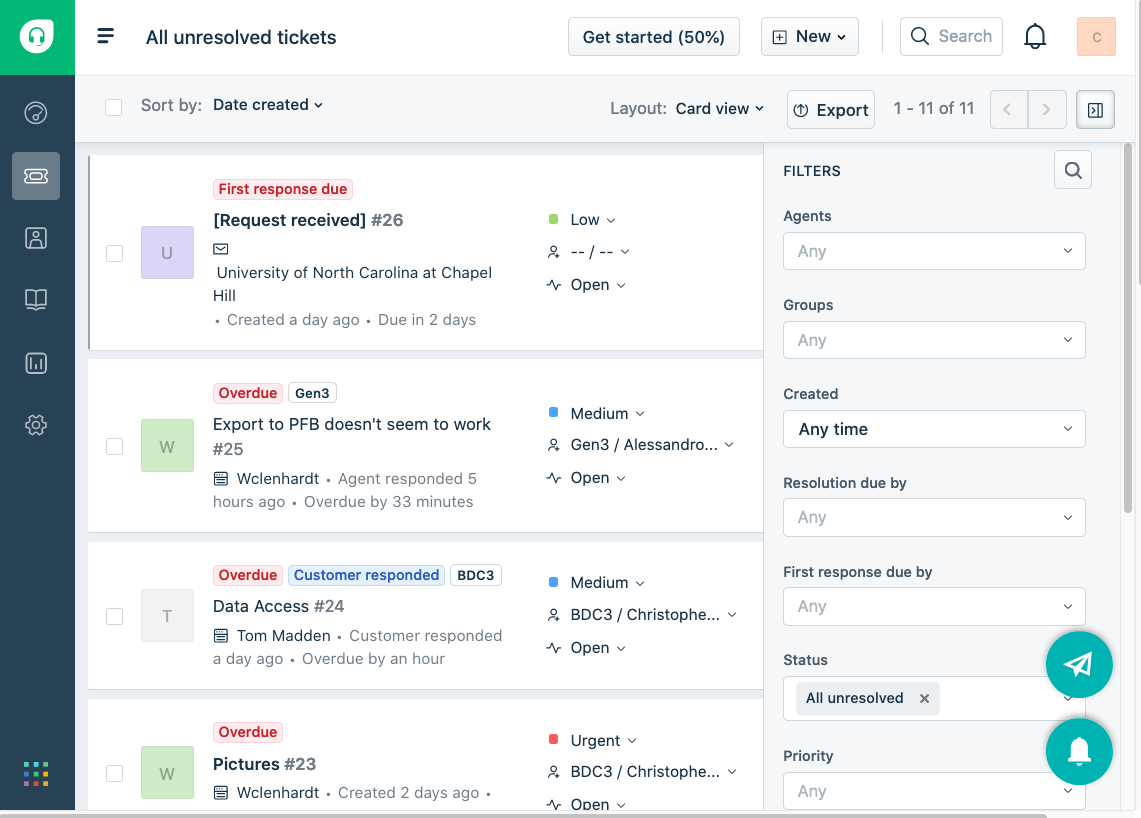 All unresolved tickets
Get started (50%)
New
Search
C
Sort by: Date created
Layout: Card view
Export
1 - 11 of 11
First response due
U
[Request received] #26
University of North Carolina at Chapel
Hill
• Created a day ago • Due in 2 days
Low
-- / --
Open
Overdue Gen3
W
Export to PFB doesn't seem to work
#25
Wclenhardt • Agent responded 5
hours ago • Overdue by 33 minutes
Medium
Gen3 / Alessandro...
Open
Overdue Customer responded BDC3
T
Data Access #24
Tom Madden • Customer responded
a day ago • Overdue by an hour
Medium
BDC3 / Christophe...
Open
Overdue
W
Pictures #23
Wclenhardt • Created 2 days ago •
Urgent
BDC3 / Christophe...
Open
FILTERS
Agents
Any
Groups
Any
Created
Any time
Resolution due by
Any
First response due by
Any
Status
All unresolved ×
Priority
Any